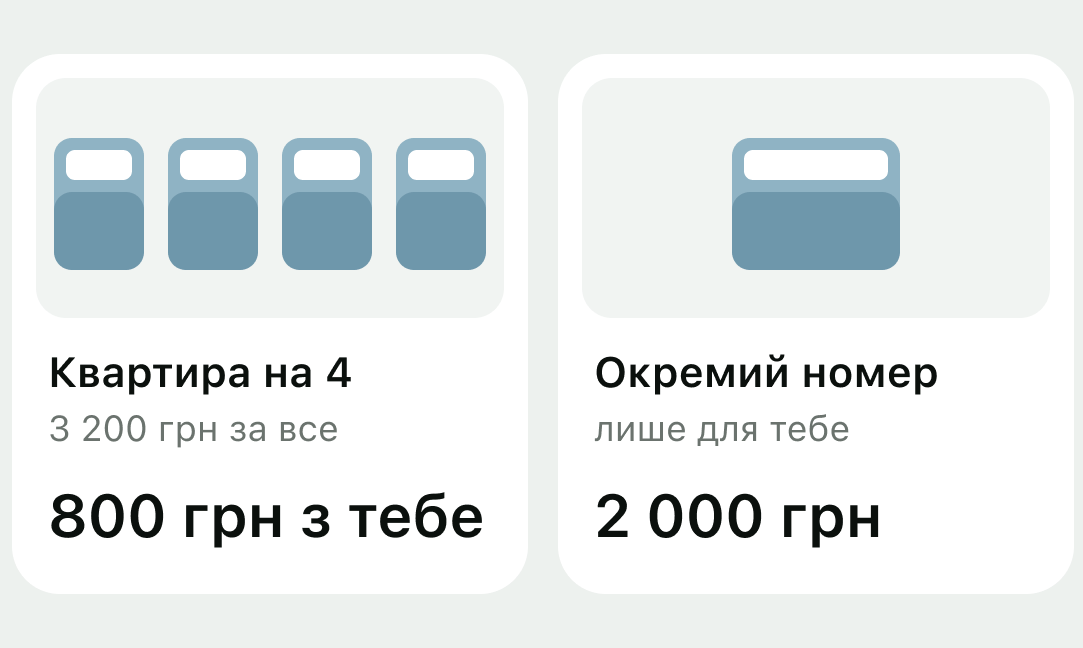 Квартира на 4
3 200 грн за все
800 грн з тебе
Окремий номер
лише для тебе
2 000 грн